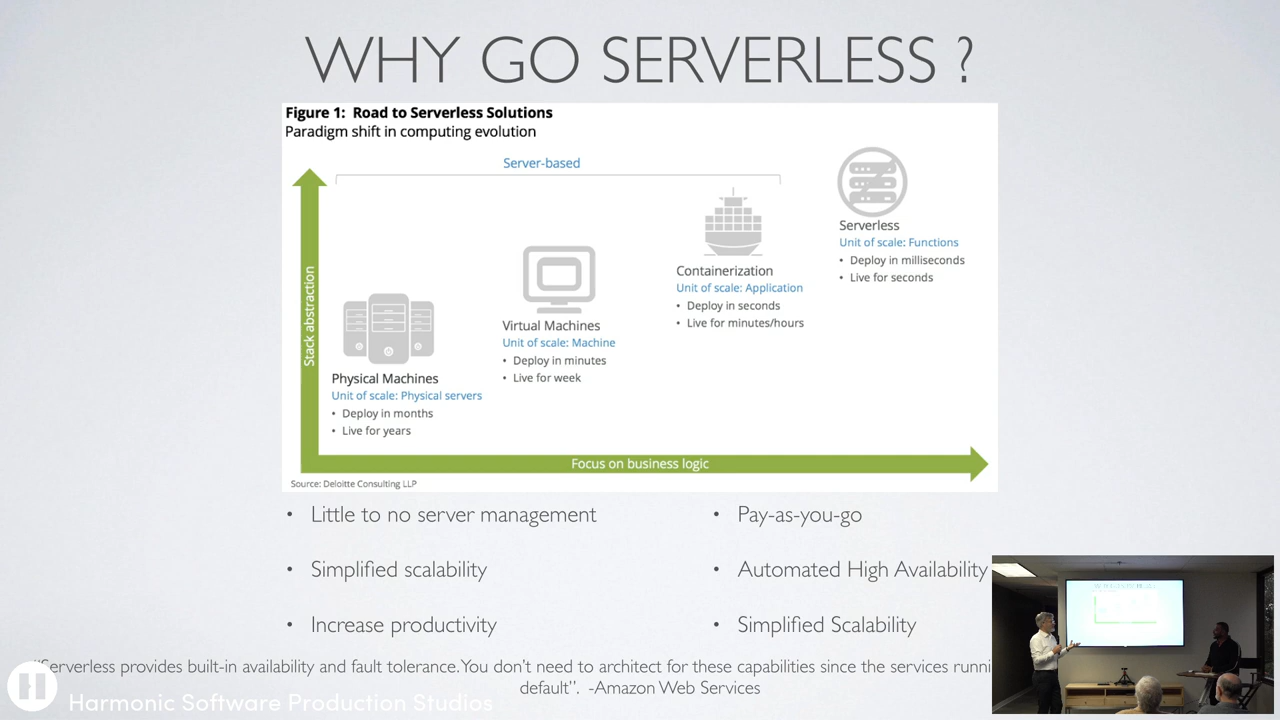 WHY GO SERVERLESS ?
Figure 1: Road to Serverless Solutions
Paradigm shift in computing evolution
Server-based
Stack abstraction
Physical Machines
Unit of scale: Physical servers
• Deploy in months
• Live for years
Virtual Machines
Unit of scale: Machine
• Deploy in minutes
• Live for week
Containerization
Unit of scale: Application
• Deploy in seconds
• Live for minutes/hours
Serverless
Unit of scale: Functions
• Deploy in milliseconds
• Live for seconds
Focus on business logic
Source: Deloitte Consulting LLP
• Little to no server management
• Simplified scalability
• Increase productivity
• Pay-as-you-go
• Automated High Availability
• Simplified Scalability
“Serverless provides built-in availability and fault tolerance. You don’t need to architect for these capabilities since the services runni
default”. -Amazon Web Services
H
Harmonic Software Production Studios